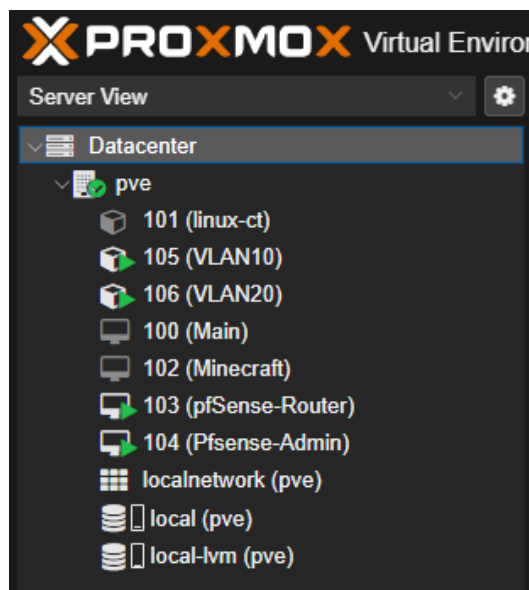 PROXMOX Virtual Environ
Server View
Datacenter
pve
101 (linux-ct)
105 (VLAN10)
106 (VLAN20)
100 (Main)
102 (Minecraft)
103 (pfSense-Router)
104 (Pfsense-Admin)
localnetwork (pve)
local (pve)
local-lvm (pve)